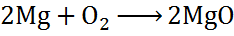 2Mg + O₂ ⟶ 2MgO